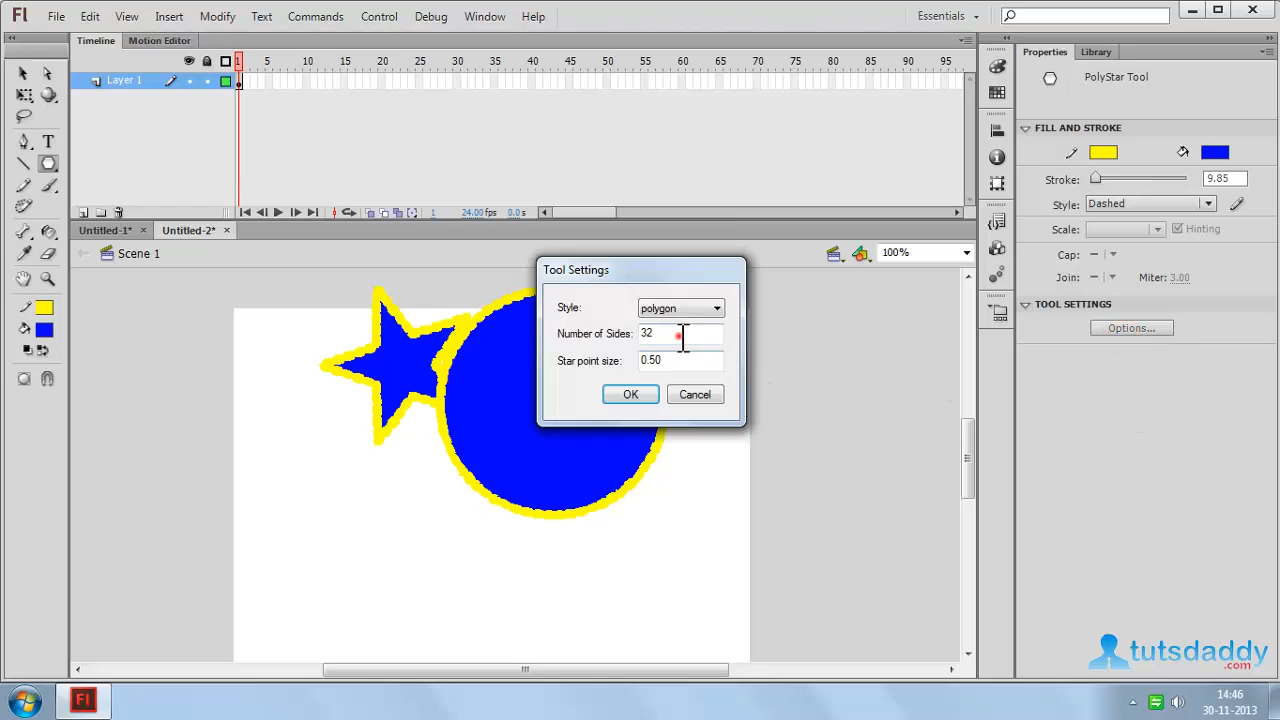 Fl File Edit View Insert Modify Text Commands Control Debug Window Help Essentials
Timeline Motion Editor
1 5 10 15 20 25 30 35 40 45 50 55 60 65 70 75 80 85 90 95
Layer 1
1 24.00 fps 0.0 s
Untitled-1* × Untitled-2* ×
Scene 1 100%
Tool Settings
Style: polygon
Number of Sides: 32
Star point size: 0.50
OK Cancel
Properties Library
PolyStar Tool
FILL AND STROKE
Stroke: 9.85
Style: Dashed
Scale: Hinting
Cap:
Join: Miter: 3.00
TOOL SETTINGS
Options...
T
tutsdaddy
.com
Fl
14:46
30-11-2013